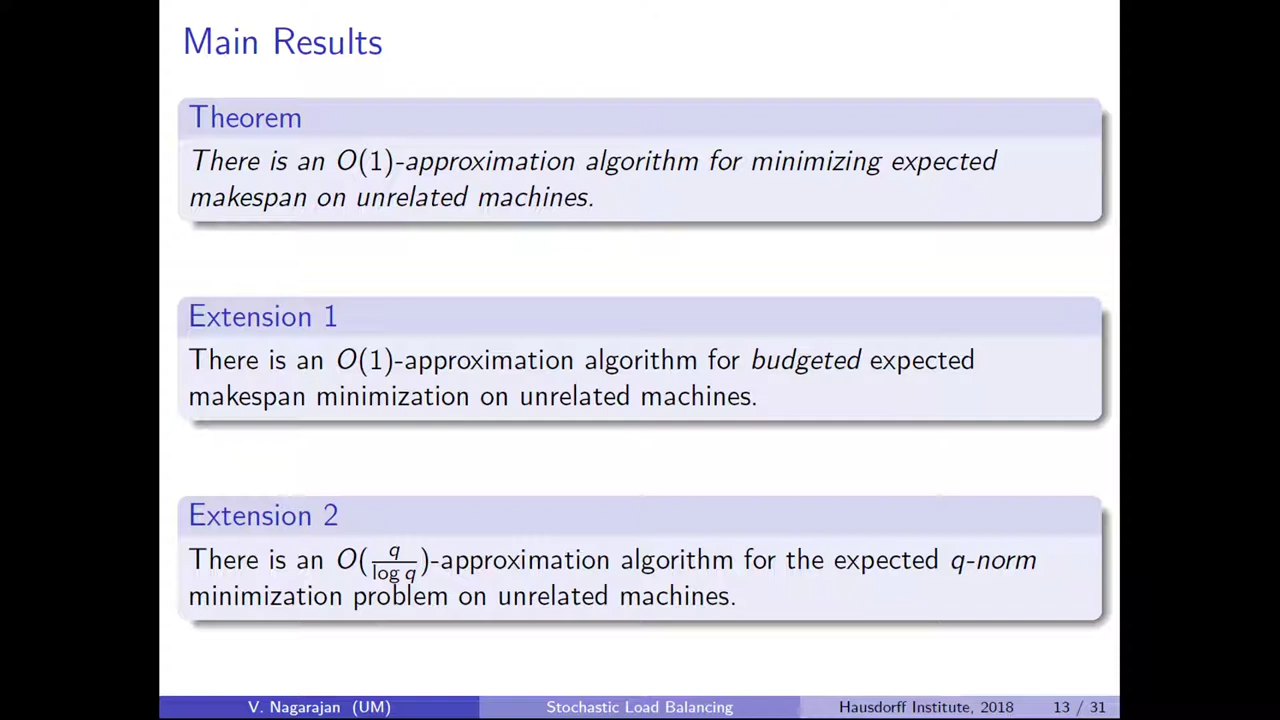 Main Results
Theorem
There is an O(1)-approximation algorithm for minimizing expected
makespan on unrelated machines.
Extension 1
There is an O(1)-approximation algorithm for budgeted expected
makespan minimization on unrelated machines.
Extension 2
There is an O(q/log q)-approximation algorithm for the expected q-norm
minimization problem on unrelated machines.
V. Nagarajan (UM) Stochastic Load Balancing Hausdorff Institute, 2018 13 / 31